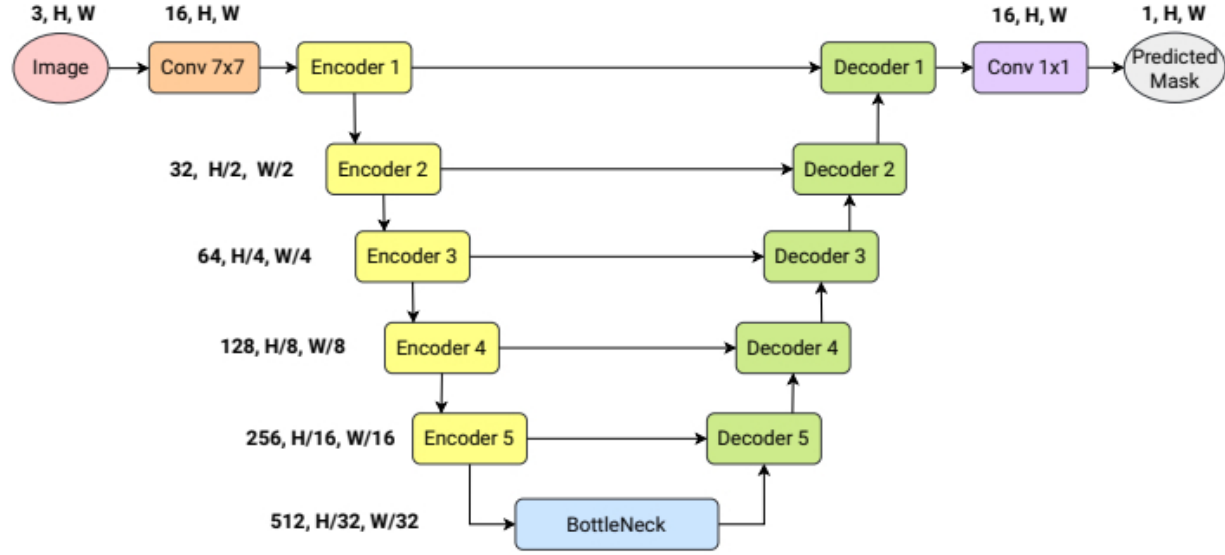 3, H, W
16, H, W
16, H, W
1, H, W
Image
Conv 7x7
Encoder 1
Decoder 1
Conv 1x1
Predicted
Mask
32, H/2, W/2
Encoder 2
Decoder 2
64, H/4, W/4
Encoder 3
Decoder 3
128, H/8, W/8
Encoder 4
Decoder 4
256, H/16, W/16
Encoder 5
Decoder 5
512, H/32, W/32
BottleNeck